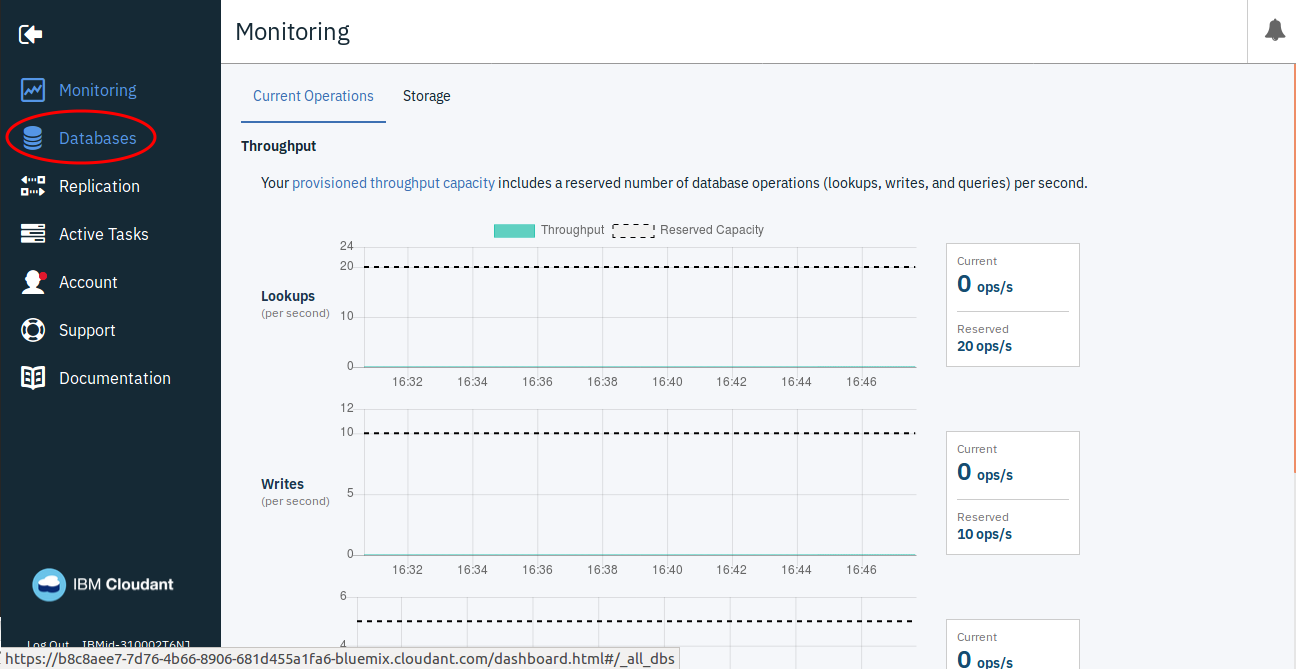 Monitoring
Monitoring
Databases
Replication
Active Tasks
Account
Support
Documentation
IBM Cloudant
Log Out
Current Operations
Storage
Throughput
Your provisioned throughput capacity includes a reserved number of database operations (lookups, writes, and queries) per second.
Throughput Reserved Capacity
Lookups
(per second)
24
20
10
0
16:32 16:34 16:36 16:38 16:40 16:42 16:44 16:46
Current
0 ops/s
Reserved
20 ops/s
Writes
(per second)
12
10
5
0
16:32 16:34 16:36 16:38 16:40 16:42 16:44 16:46
Current
0 ops/s
Reserved
10 ops/s
6
4
Current
0 ops/s
https://b8c8aee7-7d76-4b66-8906-681d455a1fa6-bluemix.cloudant.com/dashboard.html#/_all_dbs